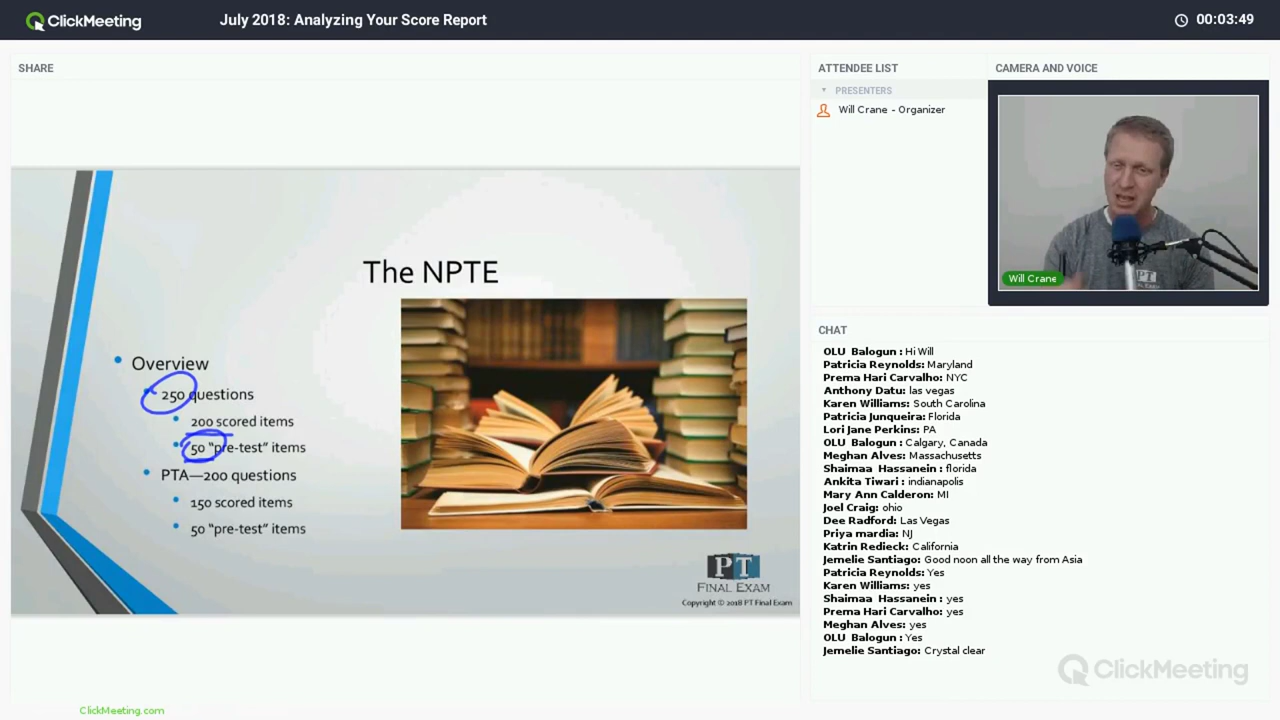 ClickMeeting
July 2018: Analyzing Your Score Report
00:03:49
SHARE
The NPTE
Overview
250 questions
200 scored items
50 “pre-test” items
PTA—200 questions
150 scored items
50 “pre-test” items
PT
FINAL EXAM
Copyright © 2018 PT Final Exam
ATTENDEE LIST
PRESENTERS
Will Crane - Organizer
CAMERA AND VOICE
PT
Will Crane
CHAT
OLU Balogun : Hi Will
Patricia Reynolds: Maryland
Prema Hari Carvalho: NYC
Anthony Datu: las vegas
Karen Williams: South Carolina
Patricia Junqueira: Florida
Lori Jane Perkins: PA
OLU Balogun : Calgary, Canada
Meghan Alves: Massachusetts
Shaimaa Hassanein : florida
Ankita Tiwari : indianapolis
Mary Ann Calderon: MI
Joel Craig: ohio
Dee Radford: Las Vegas
Priya mardia: NJ
Katrin Redieck: California
Jemelie Santiago: Good noon all the way from Asia
Patricia Reynolds: Yes
Karen Williams: yes
Shaimaa Hassanein : yes
Prema Hari Carvalho: yes
Meghan Alves: yes
OLU Balogun : Yes
Jemelie Santiago: Crystal clear
ClickMeeting
ClickMeeting.com